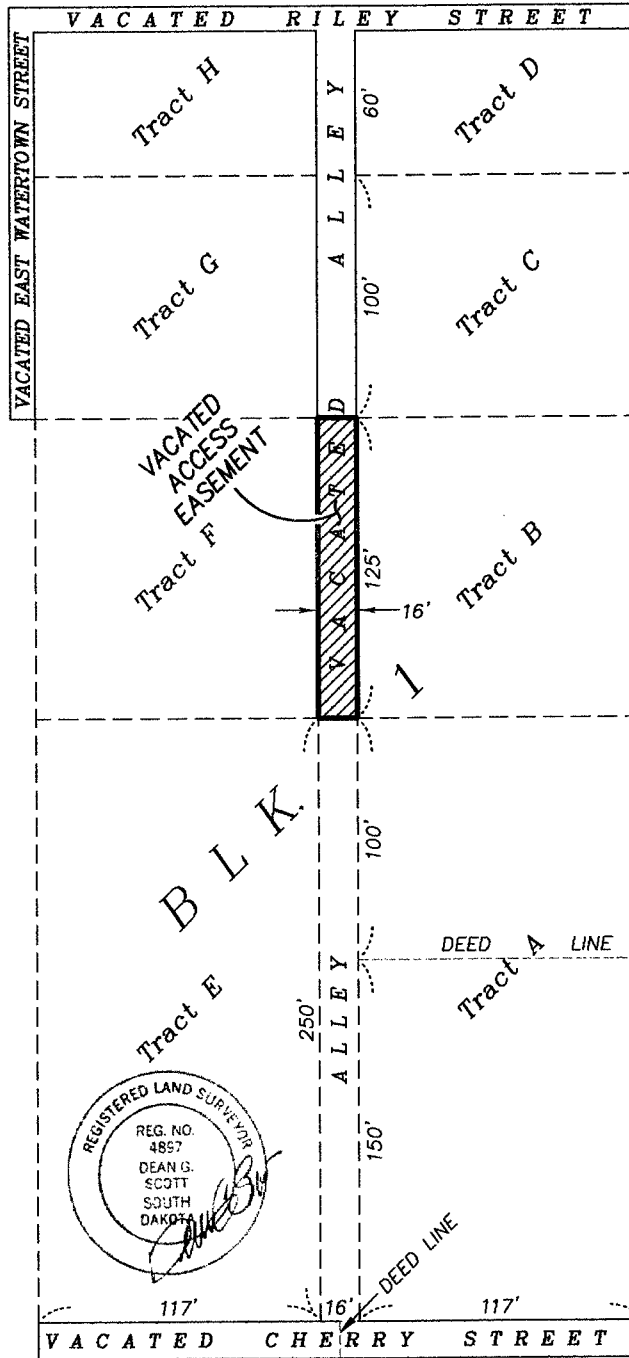 VACATED RILEY STREET
VACATED EAST WATERTOWN STREET
Tract H
VACATED ALLEY
60'
Tract D
Tract G
100'
Tract C
VACATED
ACCESS
EASEMENT
Tract F
125'
16'
Tract B
BLK. 1
100'
DEED LINE
Tract A
Tract E
250'
ALLEY
150'
REGISTERED LAND SURVEYOR
REG. NO.
4897
DEAN G.
SCOTT
SOUTH
DAKOTA
DEED LINE
117'
16'
117'
VACATED CHERRY STREET